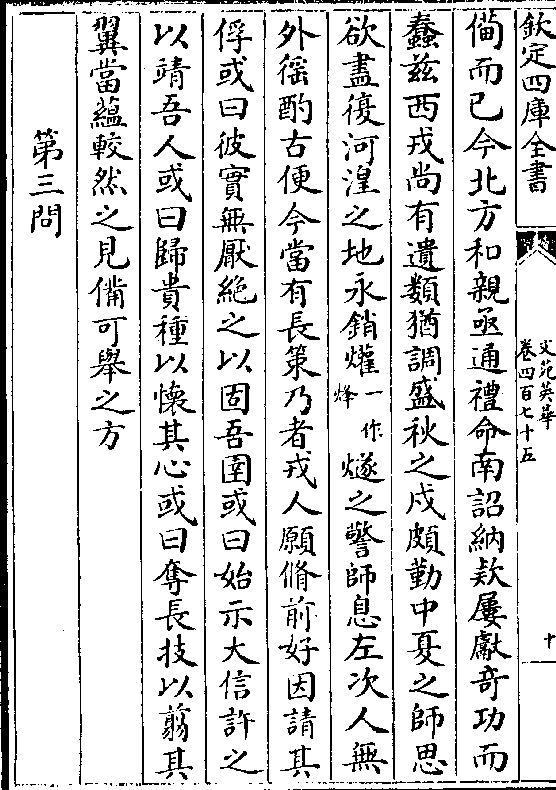 欽定四庫全書
文苑英華
卷四百七十五
十
備而已今北方和親亟通禮命南詔納欵屢獻奇功而
蠢兹西戎尚有遺類猶調盛秋之戍頗勤中夏之師思
欲盡復河湟之地永銷爟一作烽燧之警師息左次人無
外徭酌古便今當有長策乃者戎人願脩前好因請其
俘或曰彼實無厭絶之以固吾圉或曰始示大信許之
以靖吾人或曰歸貴種以懷其心或曰奪長技以翦其
翼當藴較然之見備可舉之方
第三問